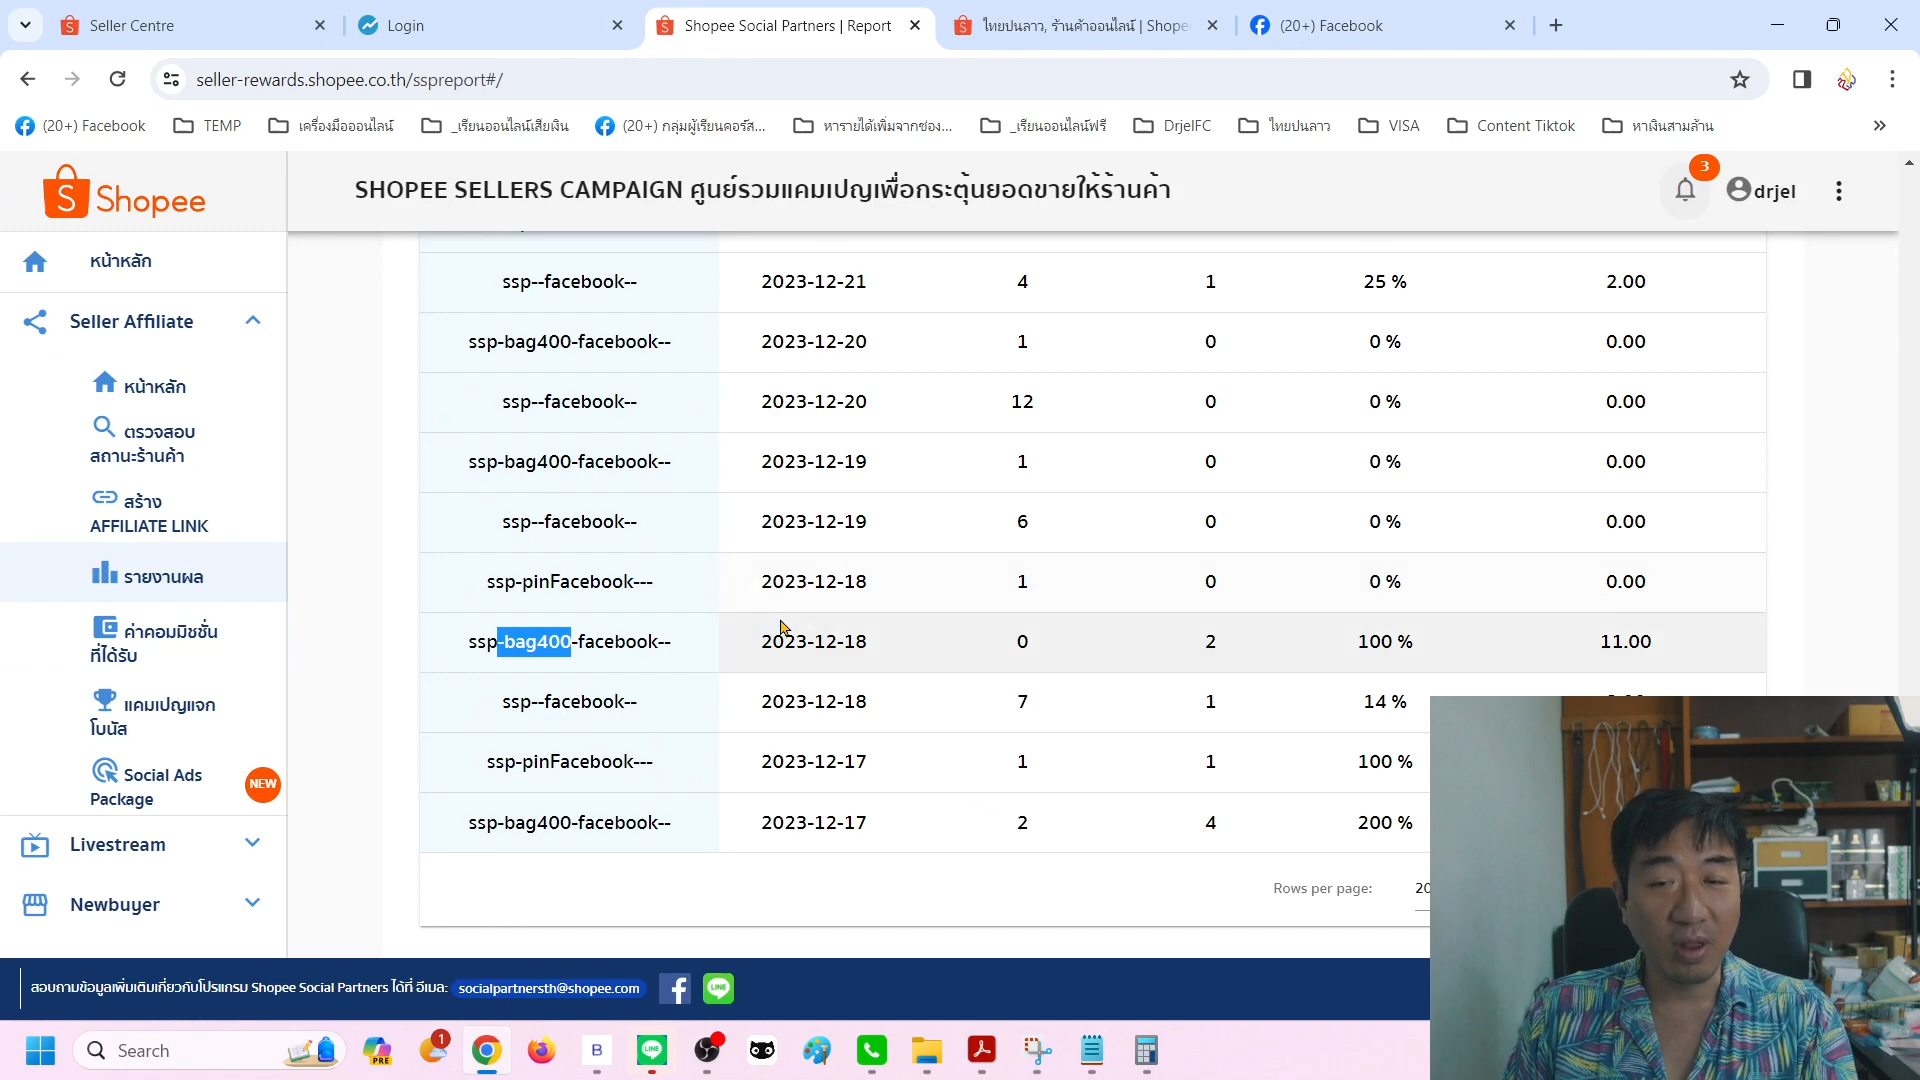 Seller Centre
Login
Shopee Social Partners | Report
ไทยปนลาว, ร้านค้าออนไลน์ | Shope
(20+) Facebook
seller-rewards.shopee.co.th/sspreport#/
(20+) Facebook
TEMP
เครื่องมือออนไลน์
_เรียนออนไลน์เสียเงิน
(20+) กลุ่มผู้เรียนคอร์ส...
หารายได้เพิ่มจากช่อง...
_เรียนออนไลน์ฟรี
DrjelFC
ไทยปนลาว
VISA
Content Tiktok
หาเงินสามล้าน
Shopee
SHOPEE SELLERS CAMPAIGN ศูนย์รวมแคมเปญเพื่อกระตุ้นยอดขายให้ร้านค้า
3
drjel
หน้าหลัก
Seller Affiliate
หน้าหลัก
ตรวจสอบ
สถานะร้านค้า
สร้าง
AFFILIATE LINK
รายงานผล
ค่าคอมมิชชั่น
ที่ได้รับ
แคมเปญแจก
โบนัส
Social Ads
Package
NEW
Livestream
Newbuyer
ssp--facebook-- 2023-12-21 4 1 25 % 2.00
ssp-bag400-facebook-- 2023-12-20 1 0 0 % 0.00
ssp--facebook-- 2023-12-20 12 0 0 % 0.00
ssp-bag400-facebook-- 2023-12-19 1 0 0 % 0.00
ssp--facebook-- 2023-12-19 6 0 0 % 0.00
ssp-pinFacebook--- 2023-12-18 1 0 0 % 0.00
ssp-bag400-facebook-- 2023-12-18 0 2 100 % 11.00
ssp--facebook-- 2023-12-18 7 1 14 %
ssp-pinFacebook--- 2023-12-17 1 1 100 %
ssp-bag400-facebook-- 2023-12-17 2 4 200 %
Rows per page: 20
สอบถามข้อมูลเพิ่มเติมเกี่ยวกับโปรแกรม Shopee Social Partners ได้ที่ อีเมล: socialpartnersth@shopee.com
Search
PRE
1
B
LINE